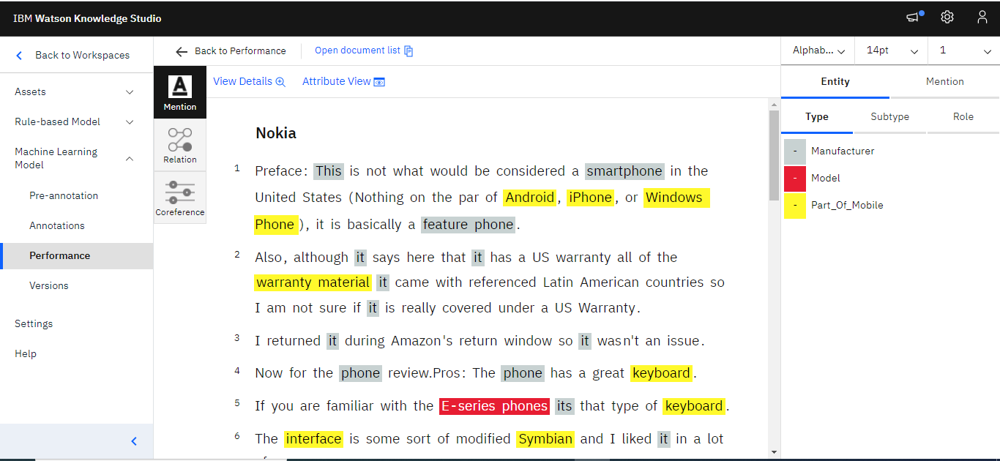 IBM Watson Knowledge Studio
Back to Workspaces
Assets
Rule-based Model
Machine Learning
Model
Pre-annotation
Annotations
Performance
Versions
Settings
Help
Back to Performance
Open document list
Alphab...
14pt
1
A
Mention
Relation
Coreference
View Details
Attribute View
Nokia
1 Preface: This is not what would be considered a smartphone in the
United States (Nothing on the par of Android, iPhone, or Windows
Phone), it is basically a feature phone.
2 Also, although it says here that it has a US warranty all of the
warranty material it came with referenced Latin American countries so
I am not sure if it is really covered under a US Warranty.
3 I returned it during Amazon's return window so it wasn't an issue.
4 Now for the phone review.Pros: The phone has a great keyboard.
5 If you are familiar with the E-series phones its that type of keyboard.
6 The interface is some sort of modified Symbian and I liked it in a lot
Entity
Mention
Type
Subtype
Role
- Manufacturer
- Model
- Part_Of_Mobile